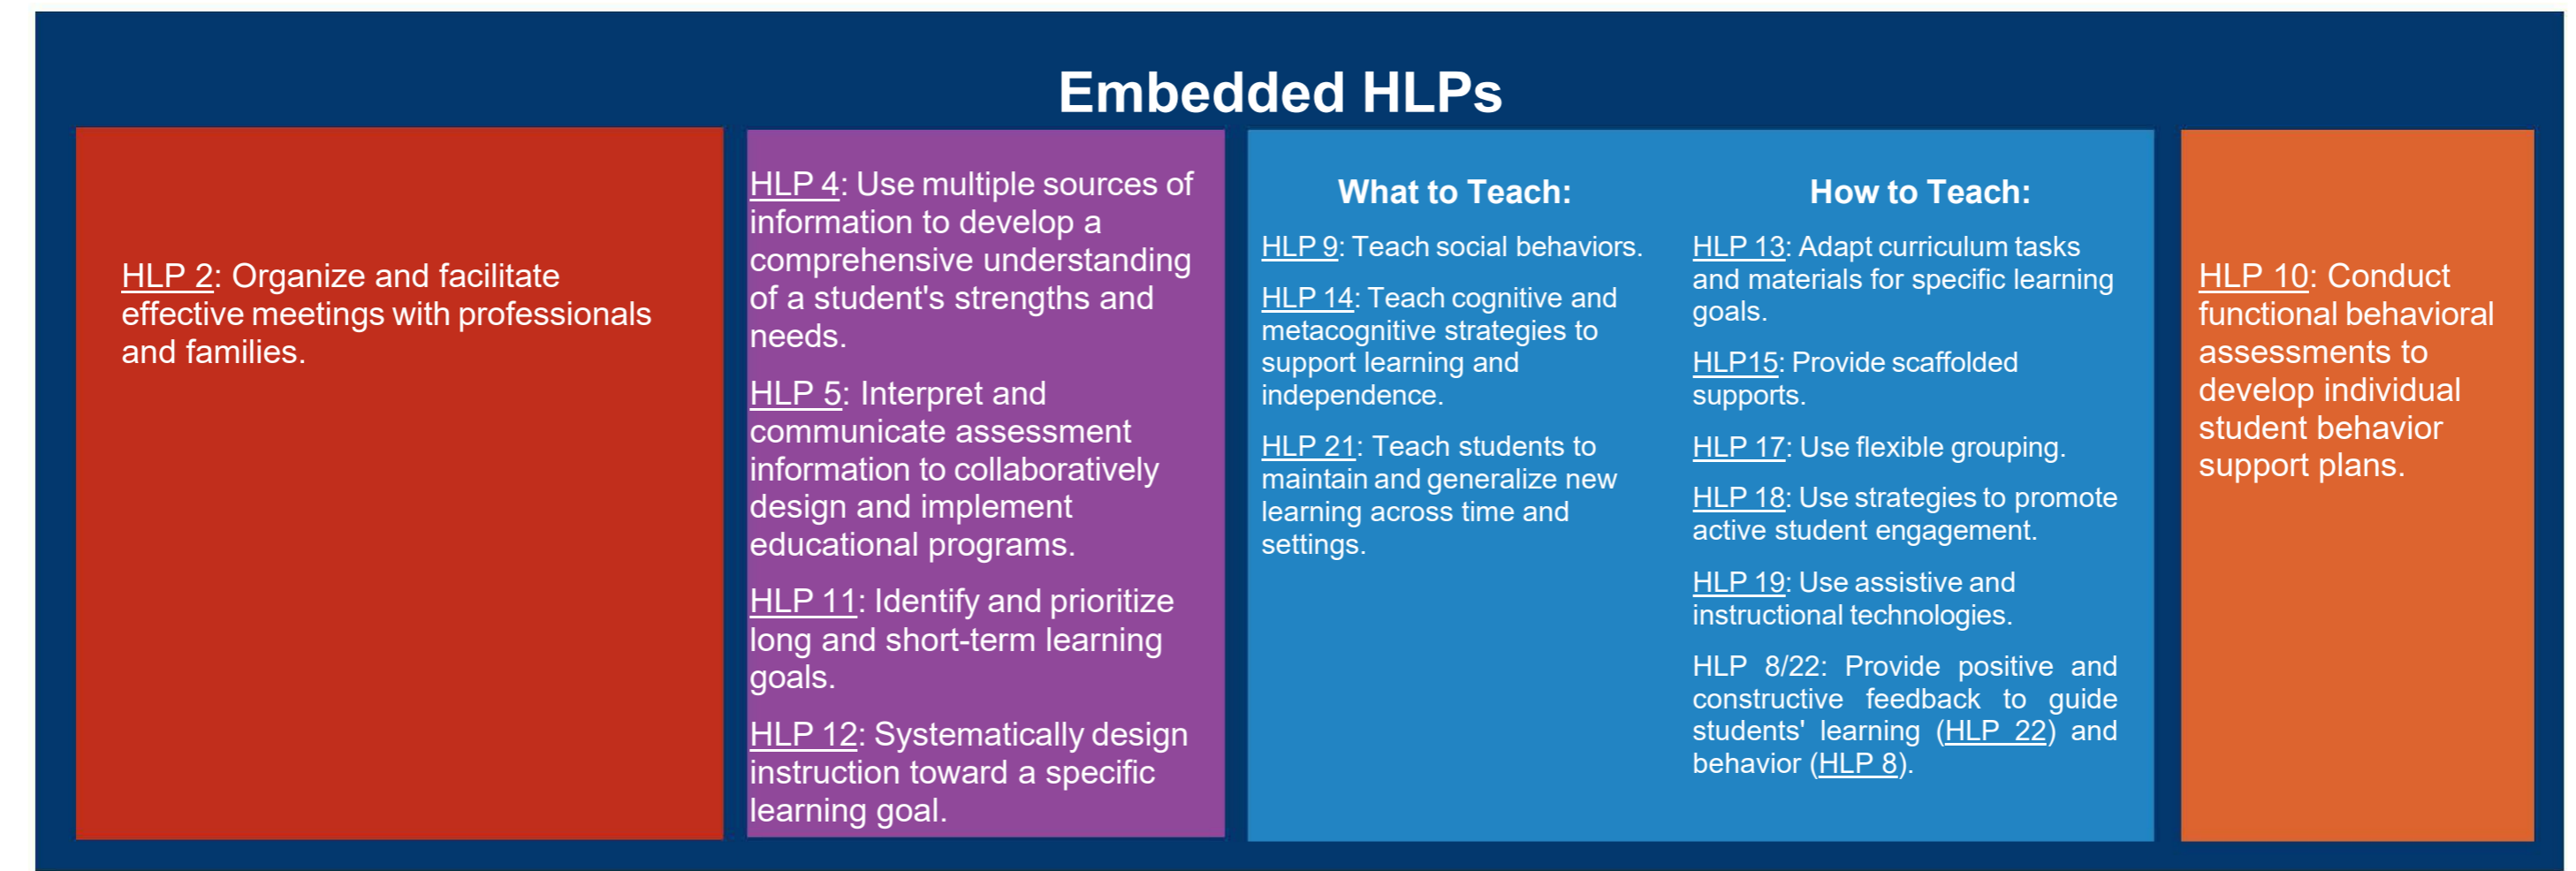 Embedded HLPs
HLP 2: Organize and facilitate
effective meetings with professionals
and families.
HLP 4: Use multiple sources of
information to develop a
comprehensive understanding
of a student's strengths and
needs.
HLP 5: Interpret and
communicate assessment
information to collaboratively
design and implement
educational programs.
HLP 11: Identify and prioritize
long and short-term learning
goals.
HLP 12: Systematically design
instruction toward a specific
learning goal.
What to Teach:
HLP 9: Teach social behaviors.
HLP 14: Teach cognitive and
metacognitive strategies to
support learning and
independence.
HLP 21: Teach students to
maintain and generalize new
learning across time and
settings.
How to Teach:
HLP 13: Adapt curriculum tasks
and materials for specific learning
goals.
HLP15: Provide scaffolded
supports.
HLP 17: Use flexible grouping.
HLP 18: Use strategies to promote
active student engagement.
HLP 19: Use assistive and
instructional technologies.
HLP 8/22: Provide positive and
constructive feedback to guide
students' learning (HLP 22) and
behavior (HLP 8).
HLP 10: Conduct
functional behavioral
assessments to
develop individual
student behavior
support plans.